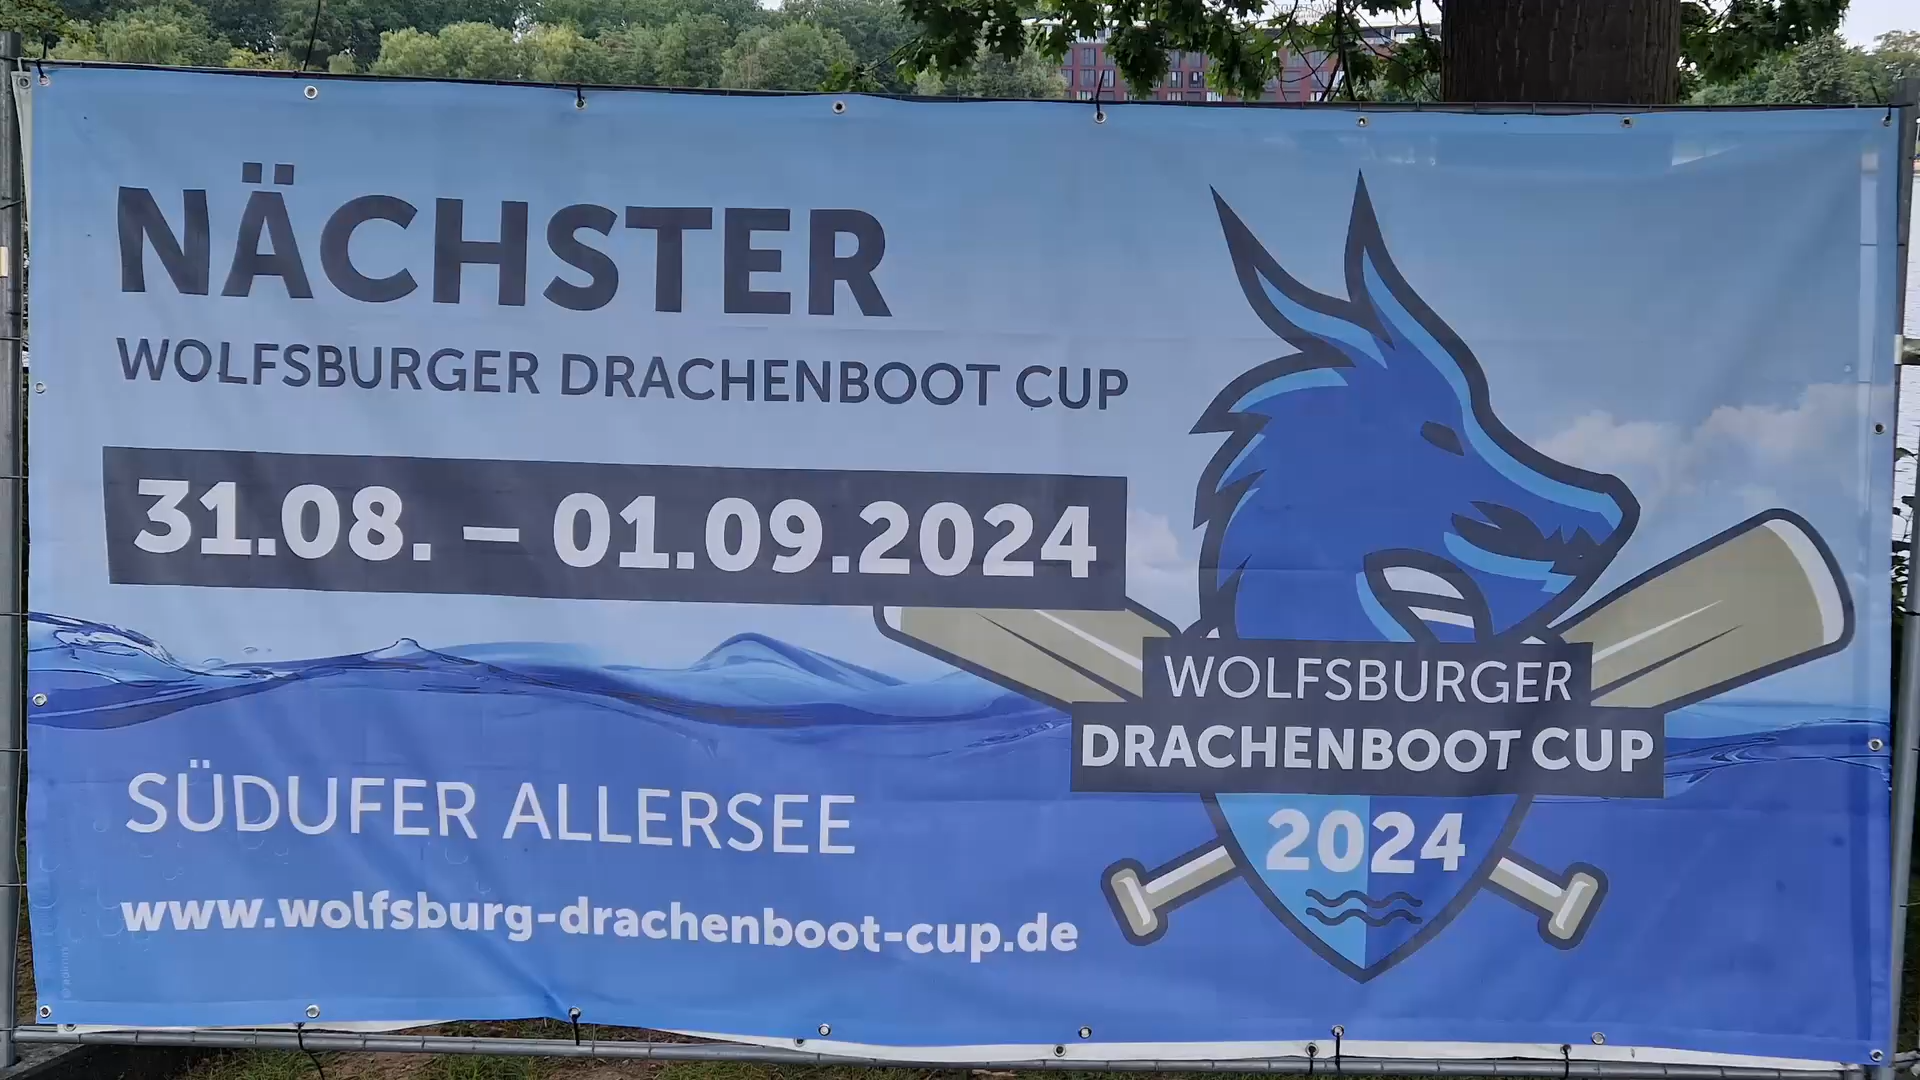 NÄCHSTER
WOLFSBURGER DRACHENBOOT CUP
31.08. – 01.09.2024
SÜDUFER ALLERSEE
www.wolfsburg-drachenboot-cup.de
WOLFSBURGER
DRACHENBOOT CUP
2024